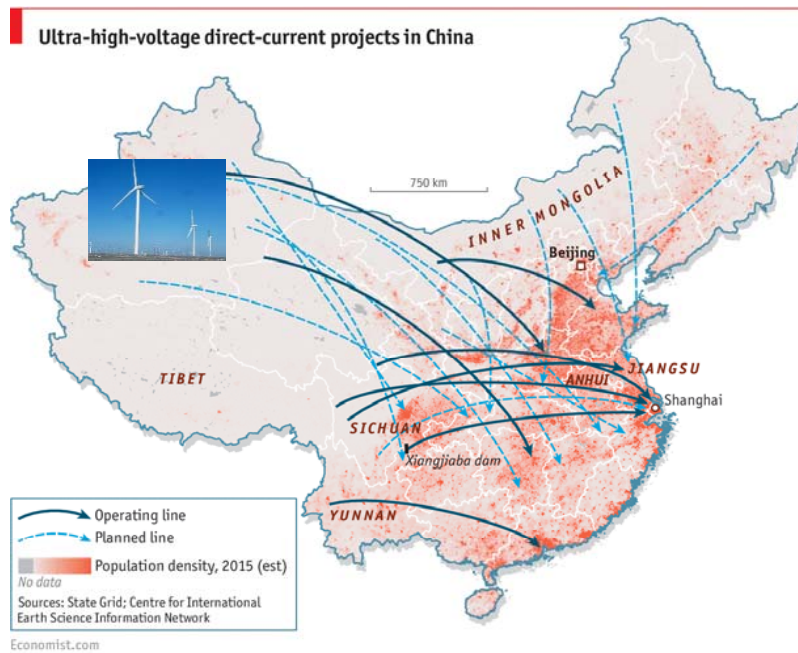 Ultra-high-voltage direct-current projects in China
750 km
INNER MONGOLIA
Beijing
TIBET
JIANGSU
ANHUI
Shanghai
SICHUAN
Xiangjiaba dam
YUNNAN
Operating line
Planned line
Population density, 2015 (est)
No data
Sources: State Grid; Centre for International
Earth Science Information Network
Economist.com